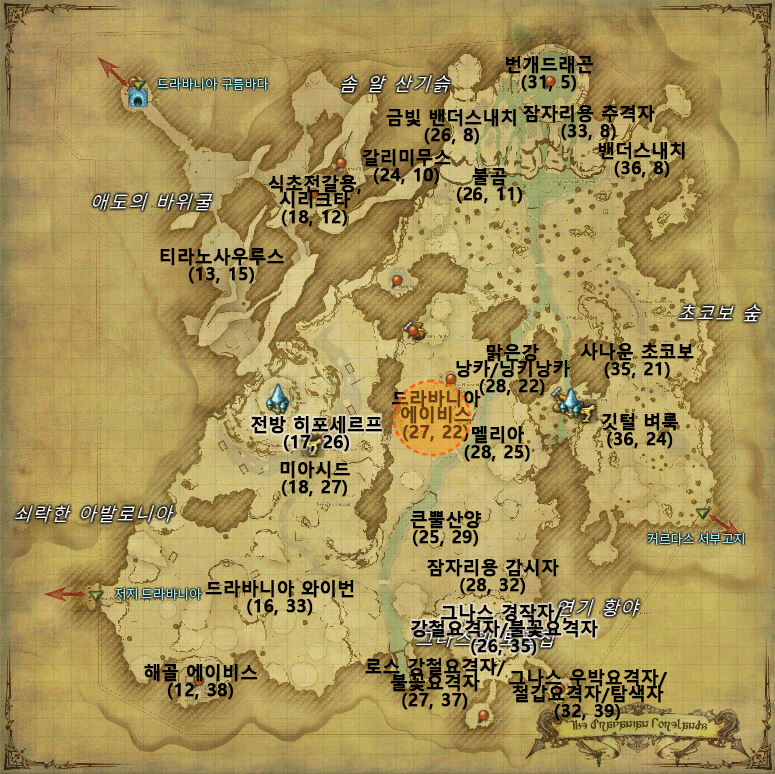 번개드래곤
(31, 5)
드라바니아 구름바다
솜 알 산기슭
금빛 밴더스내치
(26, 8)
잠자리용 추격자
(33, 8)
밴더스내치
(36, 8)
갈리미무스
(24, 10)
불곰
(26, 11)
식초전갈용,
시리크타
(18, 12)
애도의 바위굴
티라노사우루스
(13, 15)
초코보 숲
맑은강
낭카/닝키낭카
(28, 22)
사나운 초코보
(35, 21)
드라바니아
에이비스
(27, 22)
전방 히포세르프
(17, 26)
멜리아
(28, 25)
깃털 벼룩
(36, 24)
미아시드
(18, 27)
쇠락한 아발로니아
큰뿔산양
(25, 29)
커르다스 서부고지
잠자리용 감시자
(28, 32)
저지 드라바니아
드라바니야 와이번
(16, 33)
연기 황야
그나스 경작자/
강철요격자/불꽃요격자
(26, 35)
해골 에이비스
(12, 38)
로스 강철요격자/
불꽃요격자
(27, 37)
그나스 우박요격자/
철갑요격자/탐색자
(32, 39)
The Dravanian Forelands